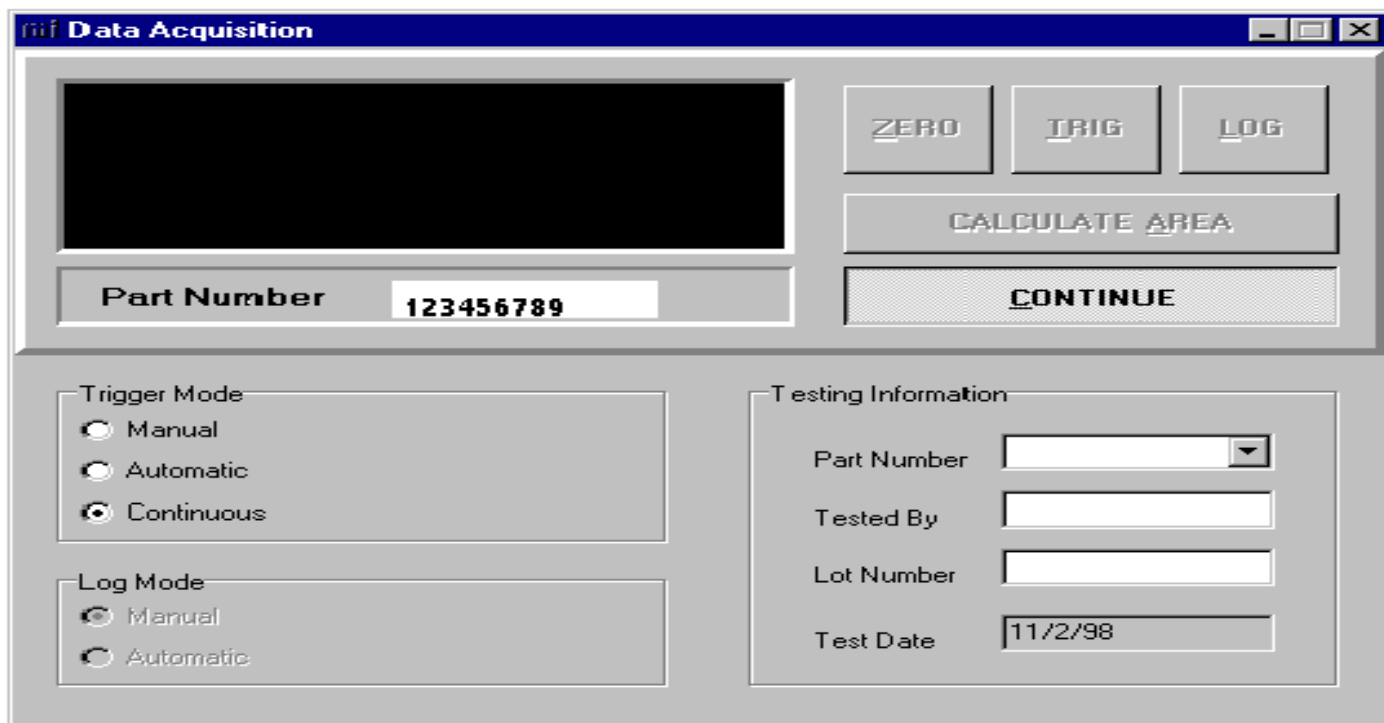 Data Acquisition
ZERO TRIG LOG
CALCULATE AREA
Part Number 123456789
CONTINUE
Trigger Mode
Manual
Automatic
Continuous
Log Mode
Manual
Automatic
Testing Information
Part Number
Tested By
Lot Number
Test Date 11/2/98